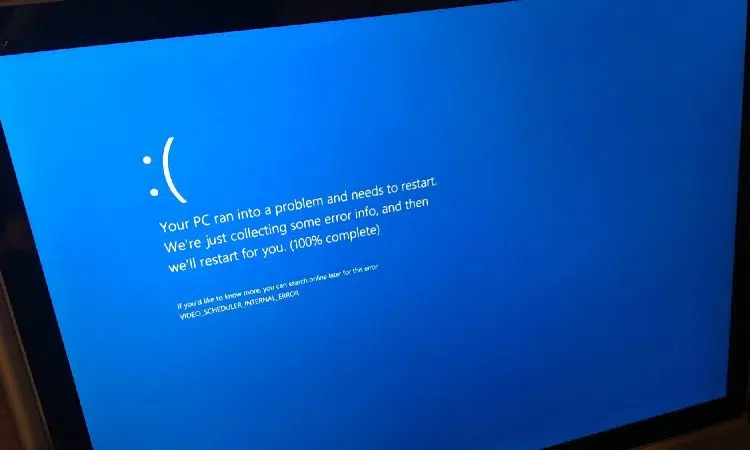 :(
Your PC ran into a problem and needs to restart.
We're just collecting some error info, and then
we'll restart for you. (100% complete)
If you'd like to know more, you can search online later for this error:
VIDEO_SCHEDULER_INTERNAL_ERROR